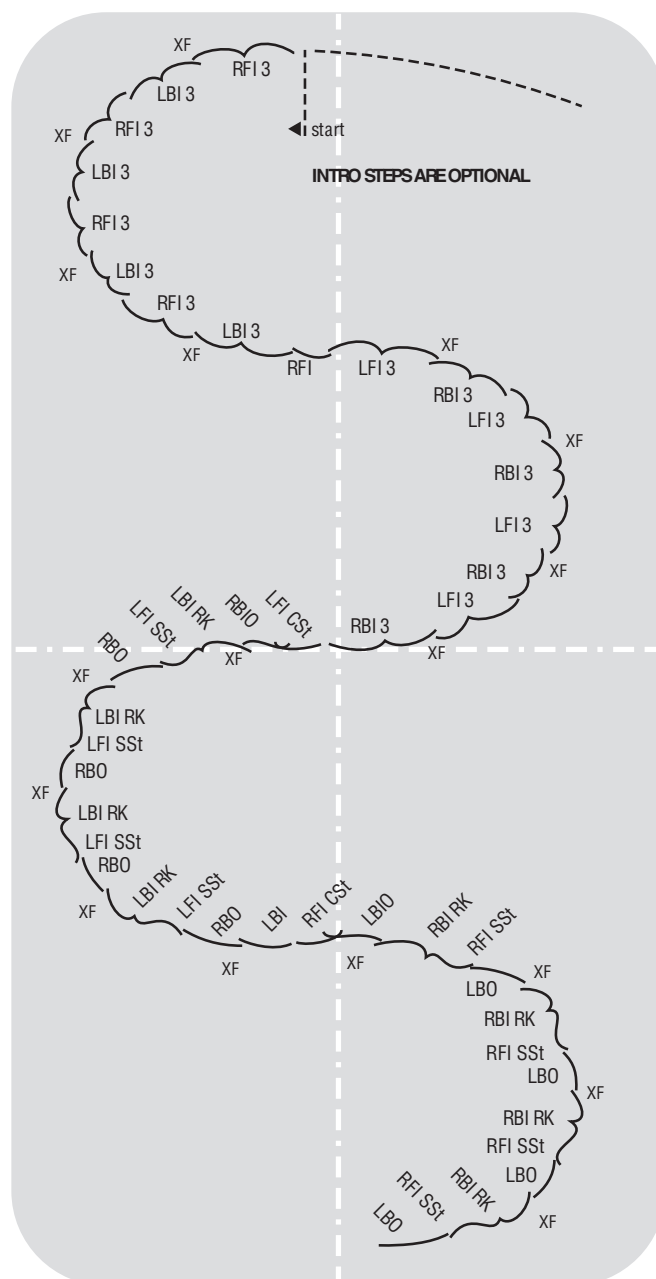 XF
RFI 3
LBI 3
start
XF
RFI 3
INTRO STEPS ARE OPTIONAL
LBI 3
RFI 3
XF
LBI 3
RFI 3
LBI 3
XF
RFI
LFI 3
XF
RBI 3
LFI 3
XF
RBI 3
LFI 3
RBI 3
XF
LFI 3
RBI 3
XF
LFI CSt
RBIO
XF
LBI RK
LFI SSt
RBO
XF
LBI RK
LFI SSt
RBO
XF
LBI RK
LFI SSt
RBO
XF
LBI RK
LFI SSt
RBO
XF
LBI
RFI CSt
XF
LBIO
RBI RK
RFI SSt
XF
LBO
RBI RK
RFI SSt
LBO
XF
RBI RK
RFI SSt
LBO
XF
RBI RK
RFI SSt
LBO